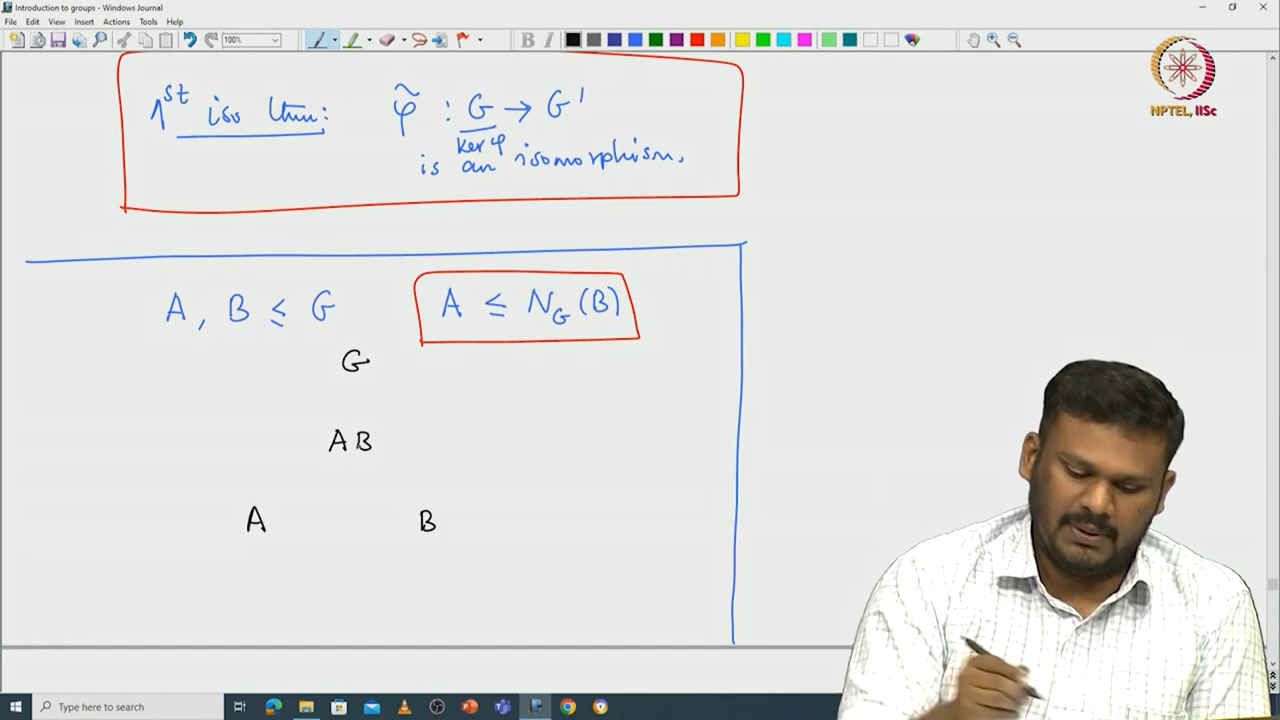 Introduction to groups - Windows Journal
File Edit View Insert Actions Tools Help
100%
B I
1st iso thm: φ̃ : G/ker φ → G'
is an isomorphism.
NPTEL, IISc
A, B ≤ G A ≤ N_G(B)
G
A B
A B
Type here to search